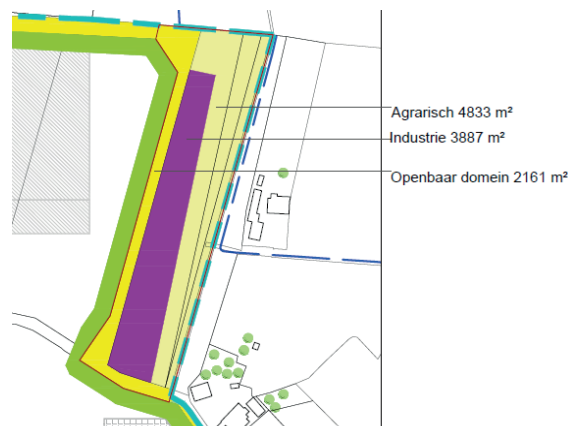 Agrarisch 4833 m²
Industrie 3887 m²
Openbaar domein 2161 m²